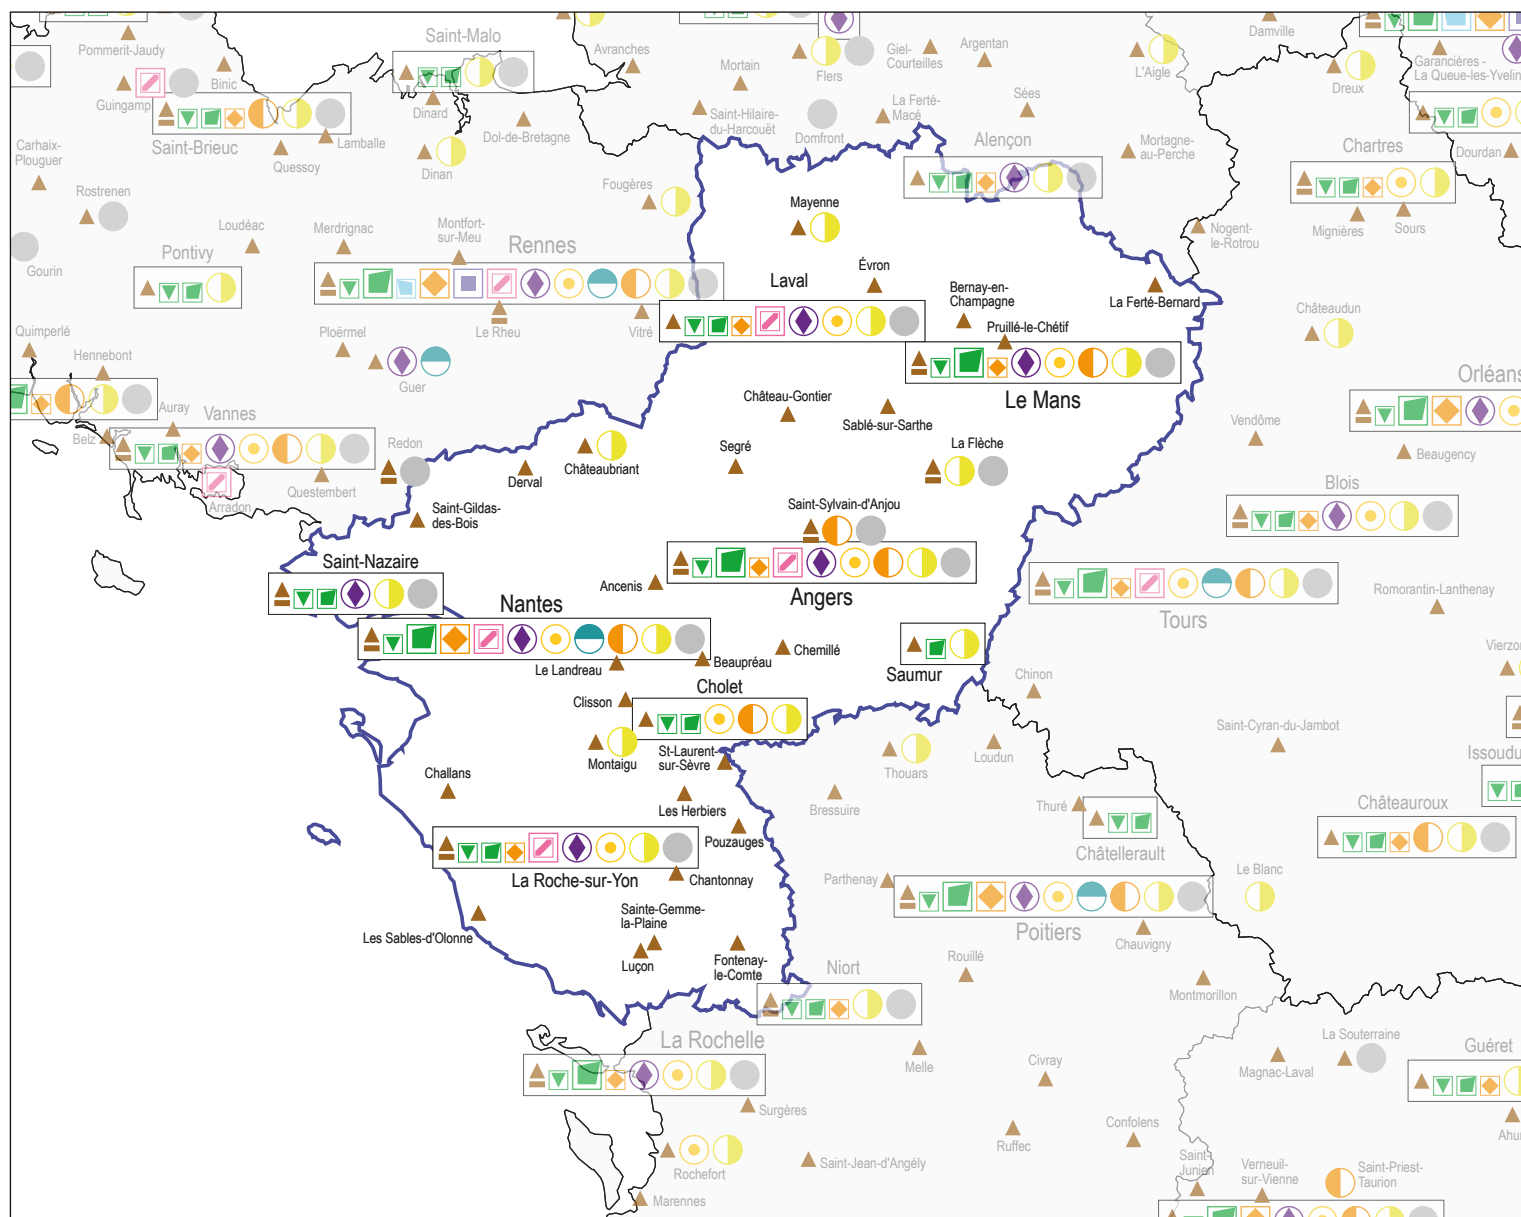 Saint-Malo
Pommerit-Jaudy
Binic
Guingamp
Avranches
Mortain
Flers
Giel-
Courteilles
Argentan
L'Aigle
Damville
Dreux
Garancières -
La Queue-les-Yvelin
Dinard
Saint-Brieuc
Lamballe
Quessoy
Dol-de-Bretagne
Dinan
Saint-Hilaire-
du-Harcouët
Domfront
La Ferté-
Macé
Sées
Alençon
Mortagne-
au-Perche
Chartres
Dourdan
Carhaix-
Plouguer
Rostrenen
Loudéac
Merdrignac
Montfort-
sur-Meu
Fougères
Mayenne
Nogent-
le-Rotrou
Mignières
Sours
Gourin
Pontivy
Rennes
Laval
Évron
Bernay-en-
Champagne
La Ferté-Bernard
Pruillé-le-Chétif
Châteaudun
Quimperlé
Hennebont
Ploërmel
Le Rheu
Vitré
Guer
Le Mans
Orléans
Auray
Vannes
Belz
Redon
Questembert
Arradon
Château-Gontier
Sablé-sur-Sarthe
Segré
La Flèche
Vendôme
Beaugency
Blois
Châteaubriant
Derval
Saint-Gildas-
des-Bois
Saint-Sylvain-d'Anjou
Saint-Nazaire
Ancenis
Angers
Nantes
Tours
Romorantin-Lanthenay
Le Landreau
Beaupréau
Chemillé
Saumur
Chinon
Vierzo
Clisson
Cholet
Montaigu
St-Laurent-
sur-Sèvre
Thouars
Loudun
Saint-Cyran-du-Jambot
Issoudu
Challans
Les Herbiers
Pouzauges
Bressuire
Thuré
Châtellerault
Châteauroux
La Roche-sur-Yon
Chantonnay
Parthenay
Le Blanc
Les Sables-d'Olonne
Sainte-Gemme-
la-Plaine
Luçon
Fontenay-
le-Comte
Poitiers
Chauvigny
Niort
Rouillé
Montmorillon
La Rochelle
Melle
Civray
La Souterraine
Magnac-Laval
Guéret
Surgères
Ruffec
Confolens
Ahu
Rochefort
Saint-Jean-d'Angély
Marennes
Saint-
Junien
Verneuil-
sur-Vienne
Saint-Priest-
Taurion